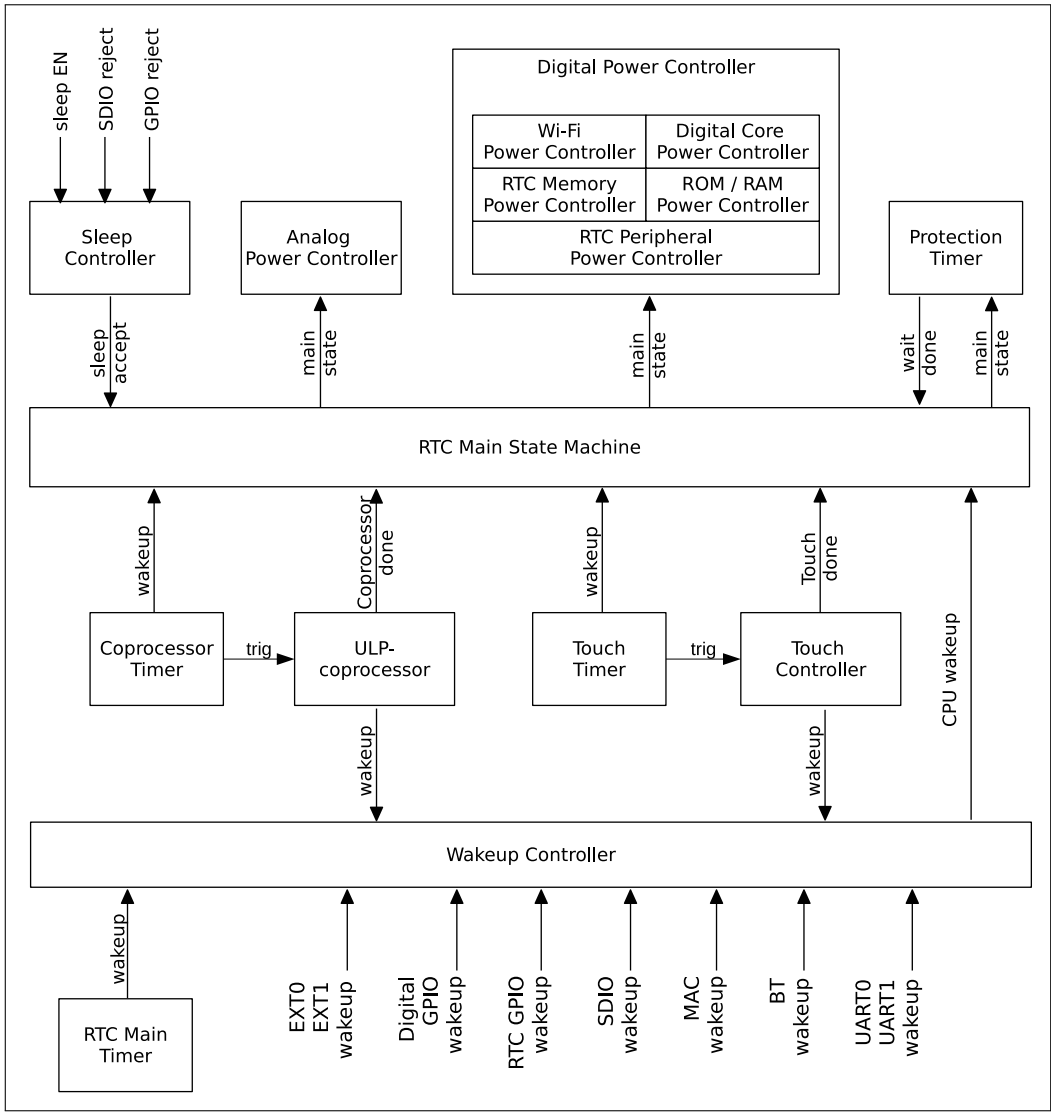 sleep EN
SDIO reject
GPIO reject
Digital Power Controller
Wi-Fi
Power Controller
Digital Core
Power Controller
RTC Memory
Power Controller
ROM / RAM
Power Controller
RTC Peripheral
Power Controller
Sleep
Controller
Analog
Power Controller
Protection
Timer
sleep
accept
main
state
main
state
wait
done
main
state
RTC Main State Machine
wakeup
Coprocessor
done
wakeup
Touch
done
CPU wakeup
Coprocessor
Timer
trig
ULP-
coprocessor
Touch
Timer
trig
Touch
Controller
wakeup
wakeup
Wakeup Controller
wakeup
EXT0
EXT1
wakeup
Digital
GPIO
wakeup
RTC GPIO
wakeup
SDIO
wakeup
MAC
wakeup
BT
wakeup
UART0
UART1
wakeup
RTC Main
Timer